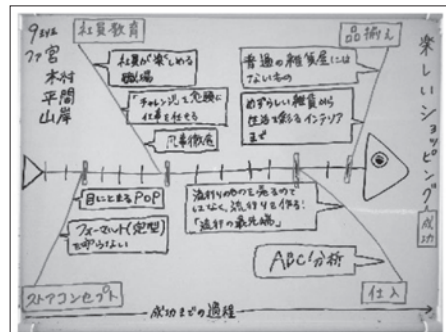 ファ宮
木村
平間
山岸
社員教育
社員が楽しめる
職場
「チャレンジ」を念頭に
仕事を任せる
品揃え
普通の雑貨屋には
ないもの
めずらしい雑貨から
生活を彩るインテリア
まで
楽しいショッピング
成功
目にとまるPOP
フォーマット(定型)
を守らない
ストアコンセプト
流行りのものを売るので
はなく、流行りを作る!
「流行の最先端」
ABC分析
仕入
成功までの過程